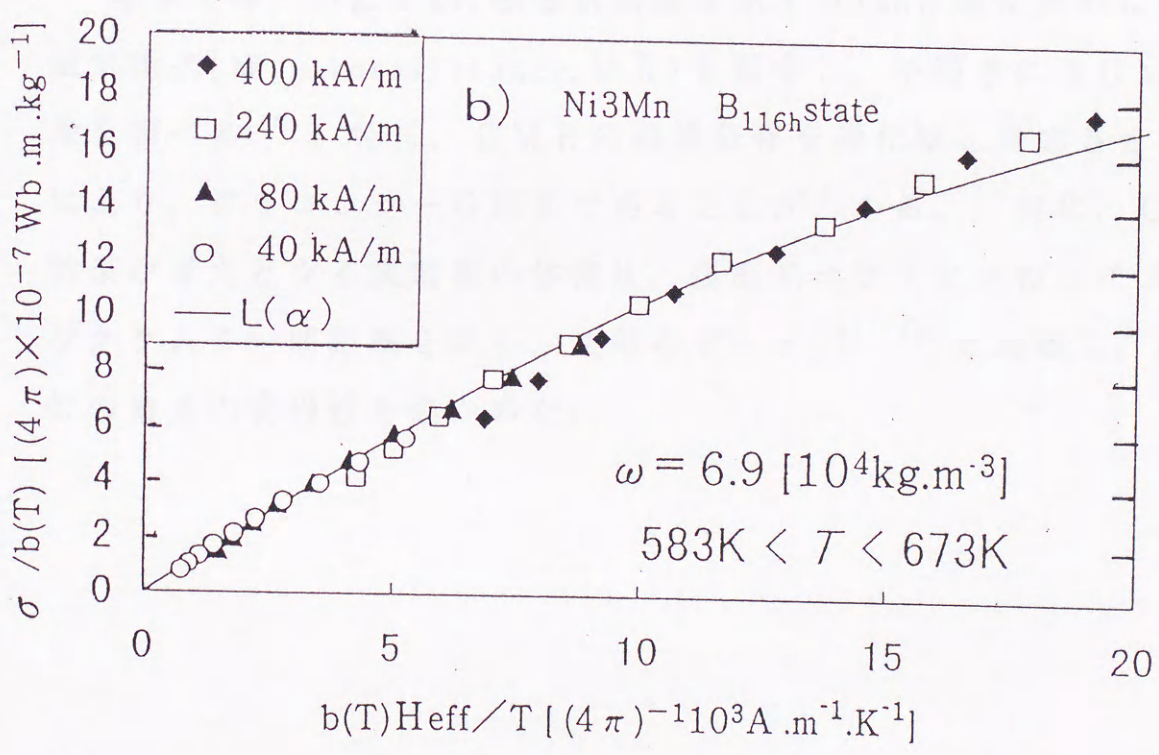 σ /b(T) [(4π)×10−7 Wb.m.kg−1]
20
18
16
14
12
10
8
6
4
2
0
◆ 400 kA/m
□ 240 kA/m
▲ 80 kA/m
○ 40 kA/m
— L(α)
b) Ni3Mn B116h state
ω = 6.9 [10⁴kg.m⁻³]
583K < T < 673K
0 5 10 15 20
b(T)Heff/T [(4π)⁻¹10³A.m⁻¹.K⁻¹]